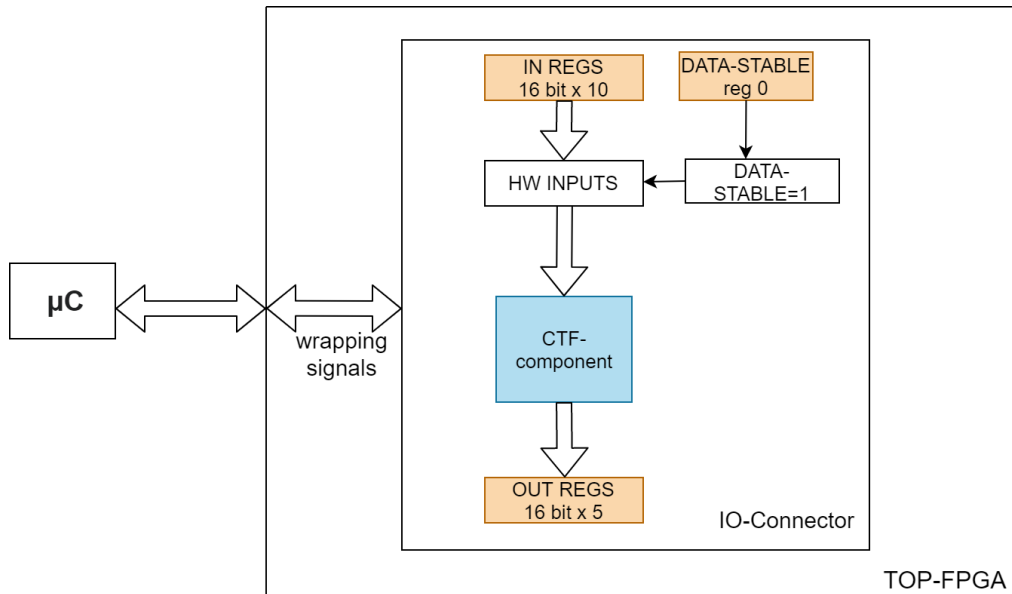 IN REGS
16 bit x 10
DATA-STABLE
reg 0
HW INPUTS
DATA-
STABLE=1
µC
wrapping
signals
CTF-
component
OUT REGS
16 bit x 5
IO-Connector
TOP-FPGA